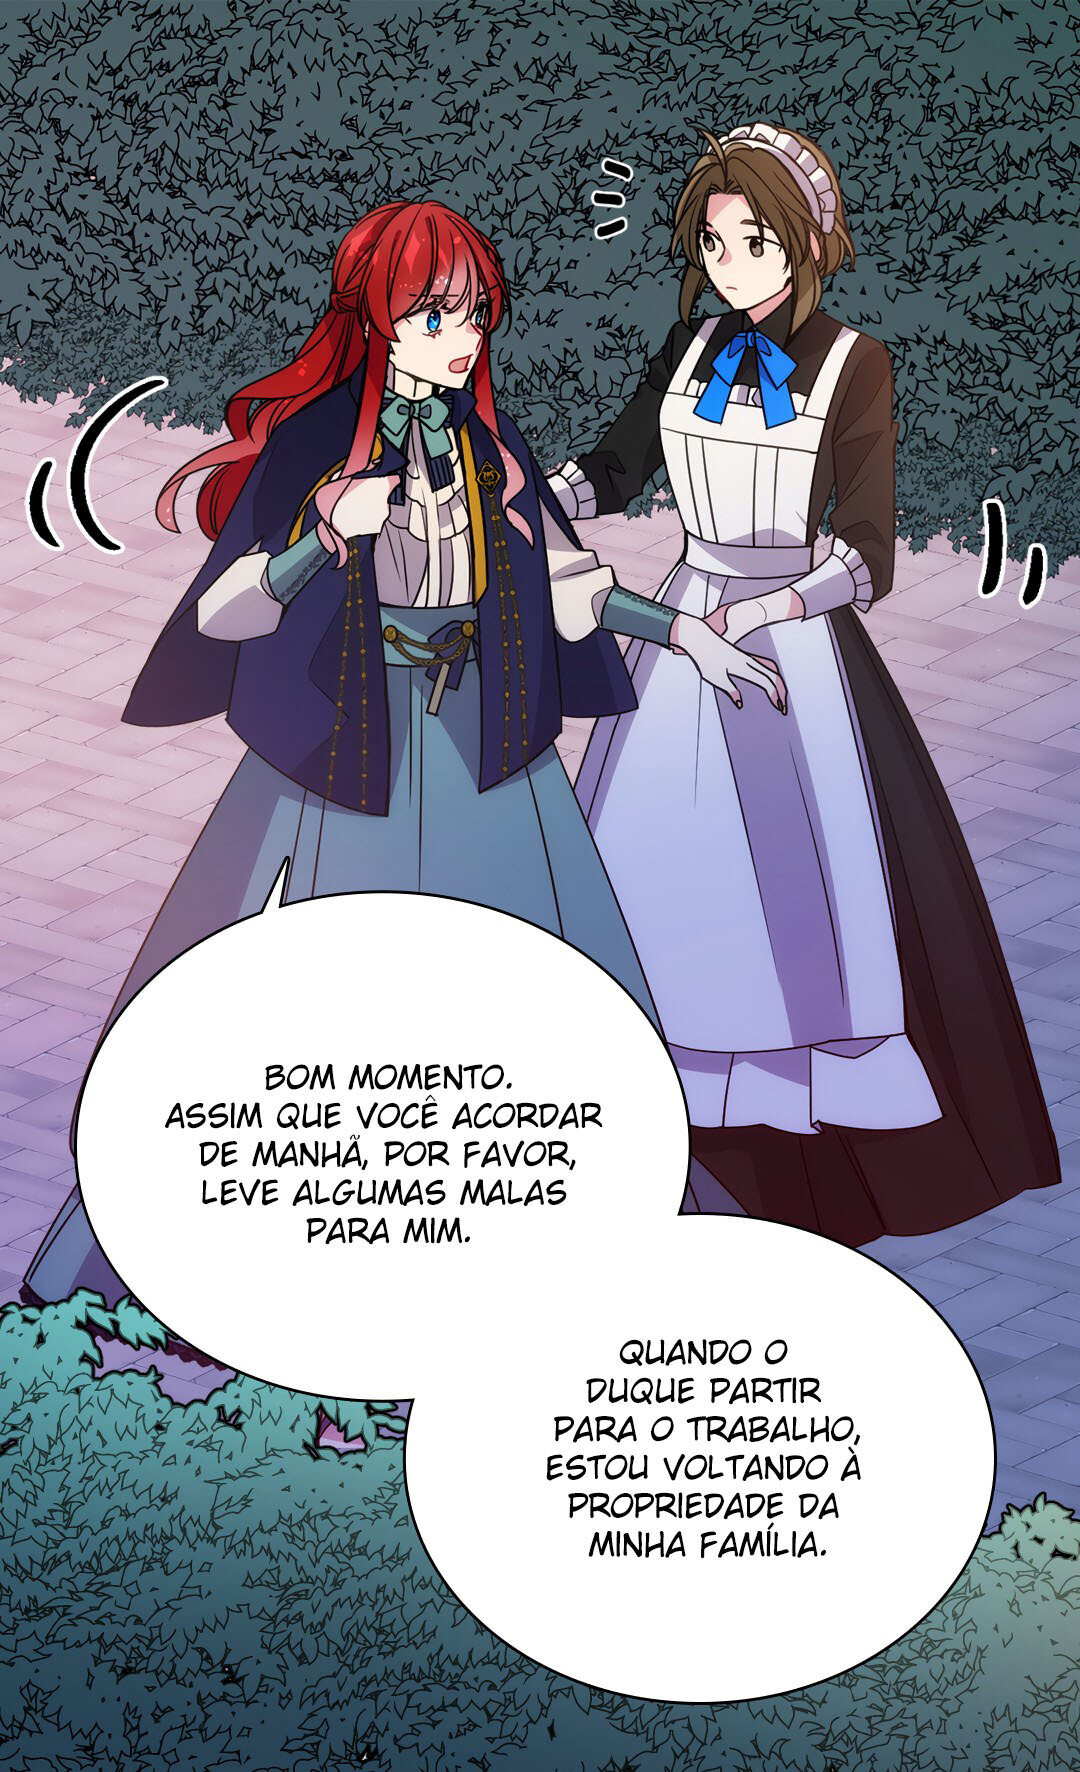 BOM MOMENTO.
ASSIM QUE VOCÊ ACORDAR
DE MANHÃ, POR FAVOR,
LEVE ALGUMAS MALAS
PARA MIM.
QUANDO O
DUQUE PARTIR
PARA O TRABALHO,
ESTOU VOLTANDO À
PROPRIEDADE DA
MINHA FAMÍLIA.